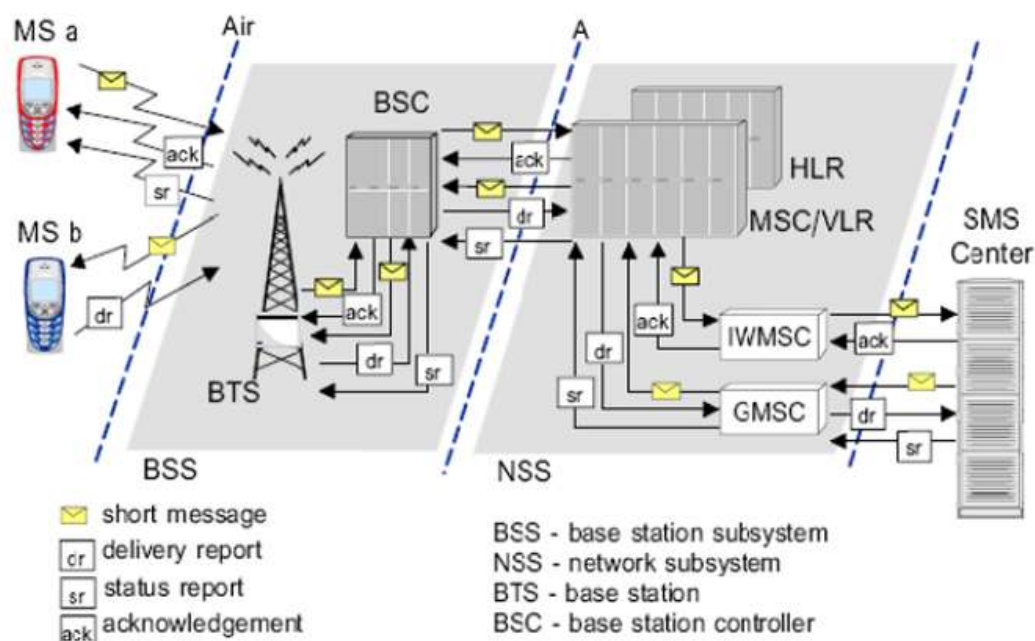 MS a
Air
A
BSC
ack
sr
ack
dr
sr
HLR
MSC/VLR
SMS
Center
MS b
dr
BTS
ack
dr
sr
ack
dr
sr
IWMSC
GMSC
ack
dr
sr
BSS
NSS
short message
dr delivery report
sr status report
ack acknowledgement
BSS - base station subsystem
NSS - network subsystem
BTS - base station
BSC - base station controller